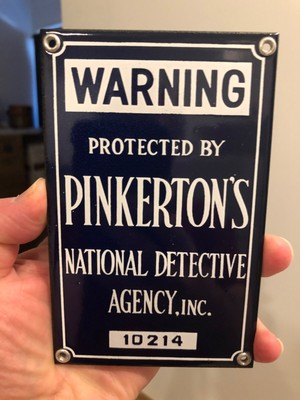 WARNING
PROTECTED BY
PINKERTON'S
NATIONAL DETECTIVE
AGENCY, INC.
10214